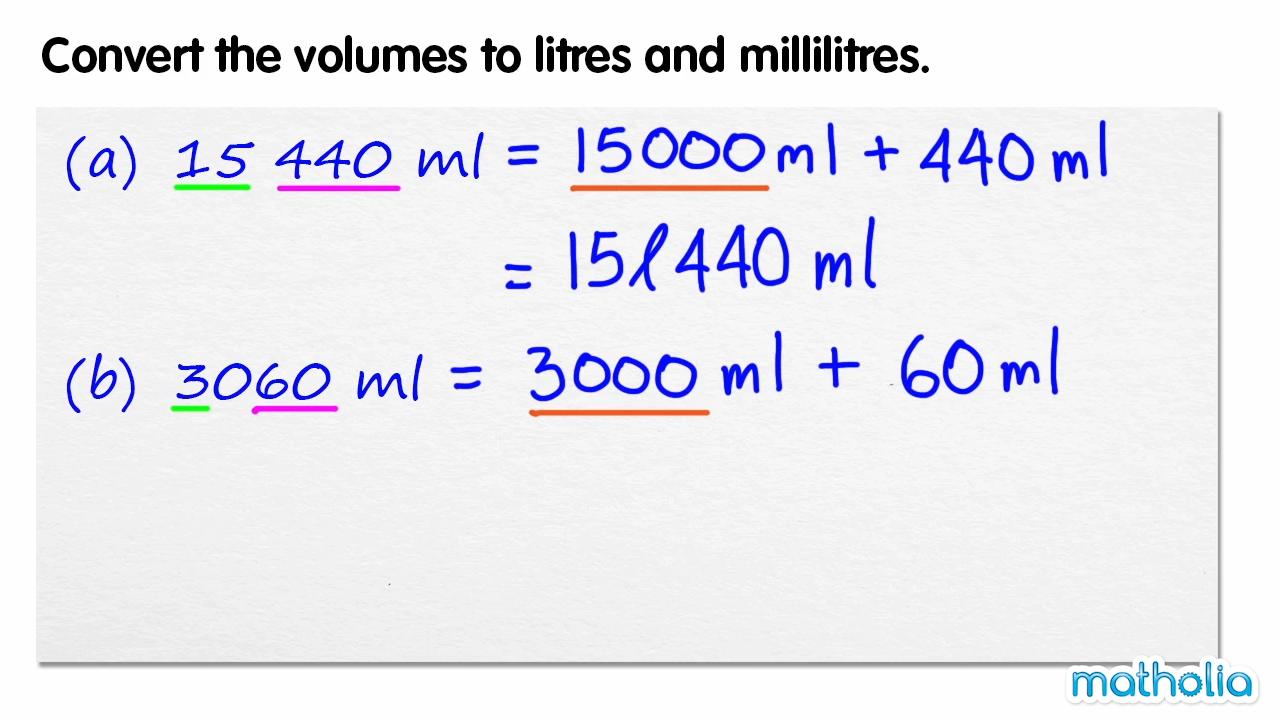 Convert the volumes to litres and millilitres.
(a) 15 440 ml = 15000 ml + 440 ml
= 15 ℓ 440 ml
(b) 3060 ml = 3000 ml + 60 ml
matholia